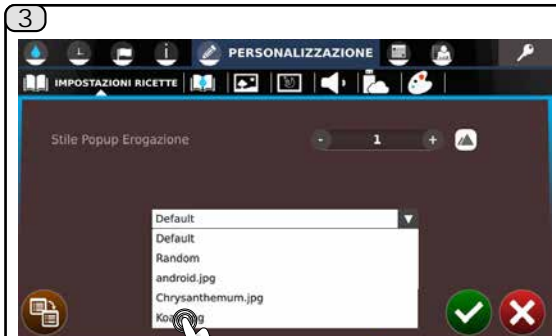 3
PERSONALIZZAZIONE
IMPOSTAZIONI RICETTE
Stile Popup Erogazione - 1 +
Default
Default
Random
android.jpg
Chrysanthemum.jpg